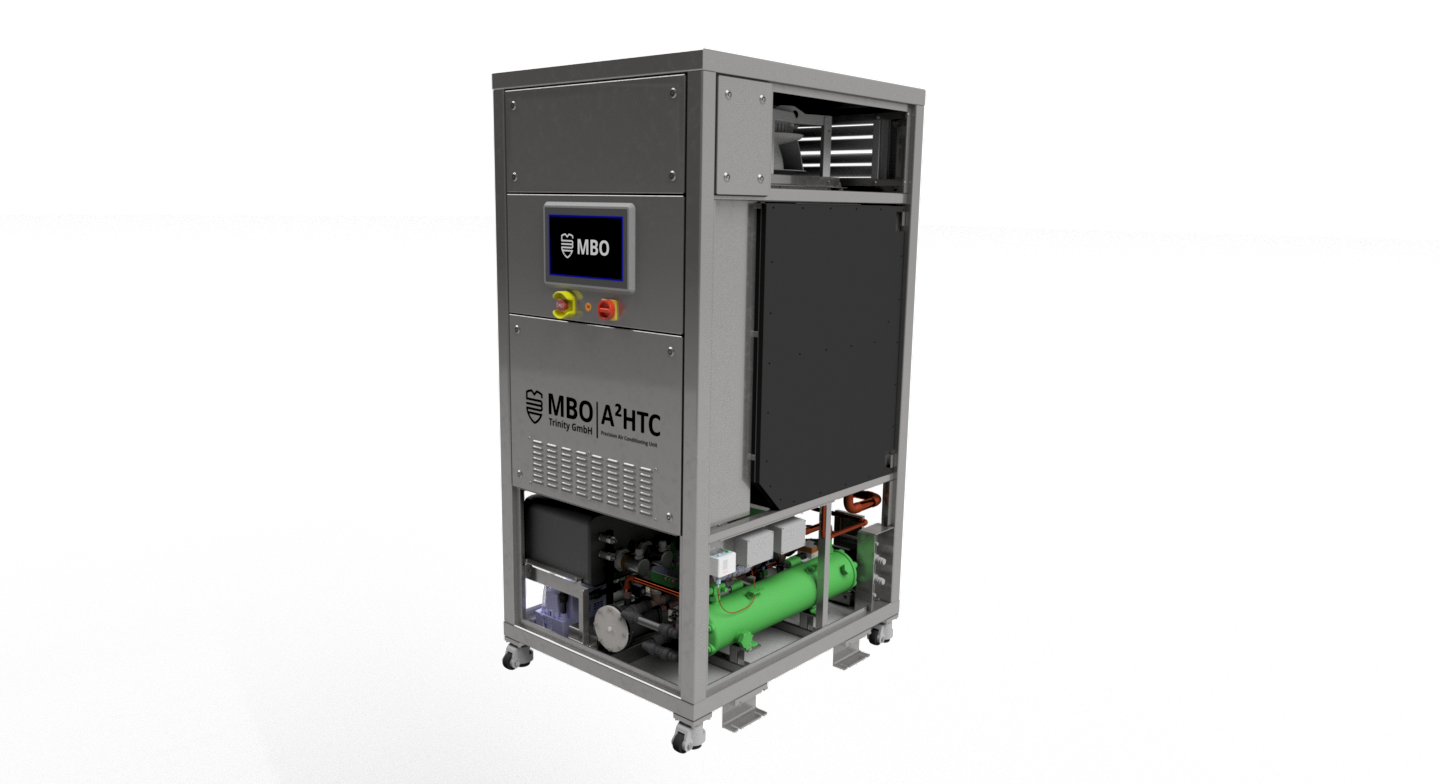 MBO
MBO
Trinity GmbH
A²HTC
Precision Air Conditioning Unit